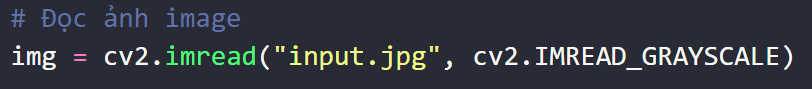 # Đọc ảnh image
img = cv2.imread("input.jpg", cv2.IMREAD_GRAYSCALE)